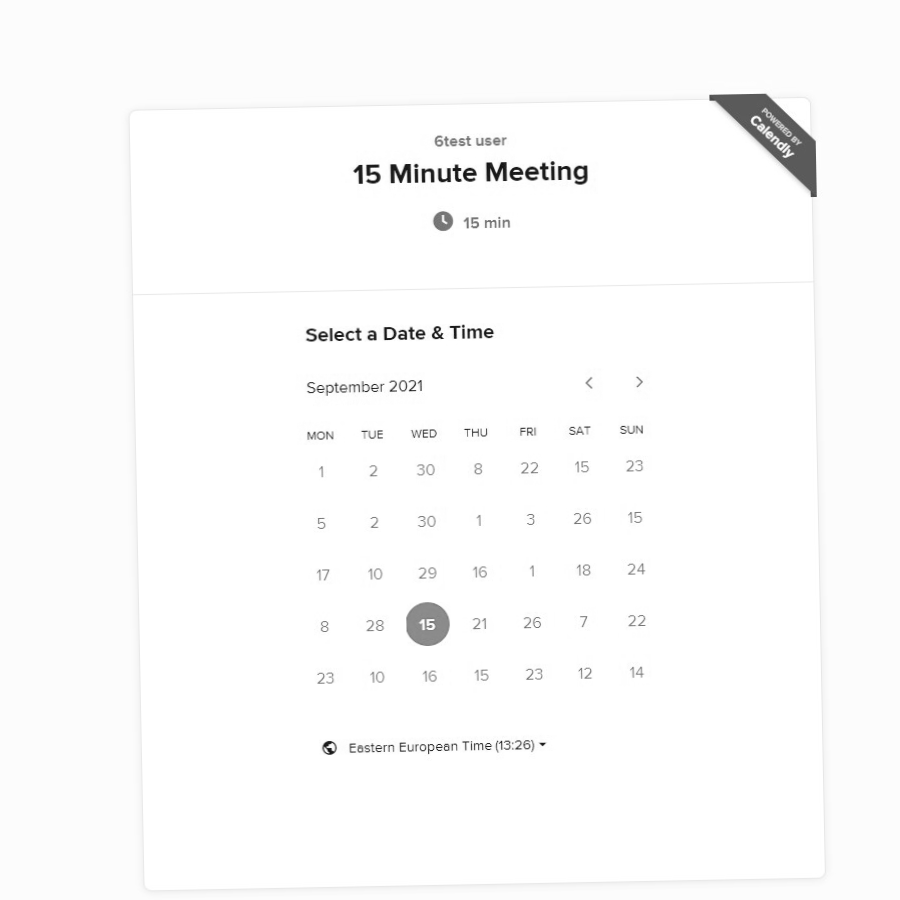 POWERED BY
Calendly
6test user
15 Minute Meeting
15 min
Select a Date & Time
September 2021
MON TUE WED THU FRI SAT SUN
1 2 30 8 22 15 23
5 2 30 1 3 26 15
17 10 29 16 1 18 24
8 28 15 21 26 7 22
23 10 16 15 23 12 14
Eastern European Time (13:26)